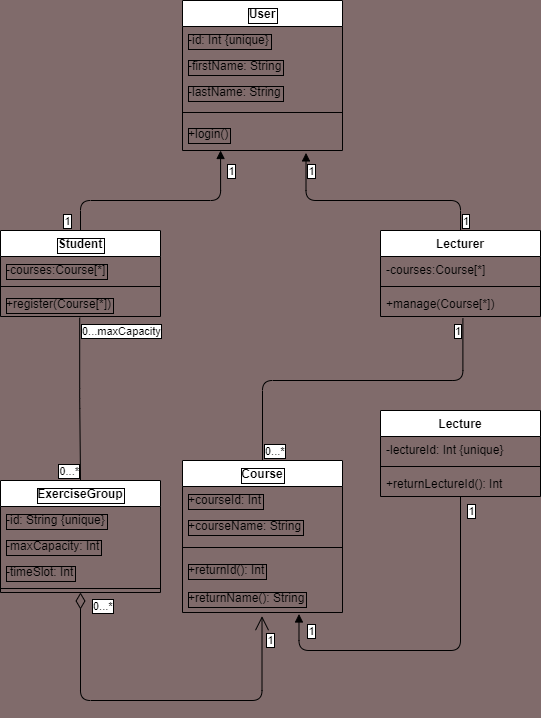 User
-id: Int {unique}
-firstName: String
-lastName: String
+login()
1
1
1
1
Student
-courses:Course[*]
+register(Course[*])
Lecturer
-courses:Course[*]
+manage(Course[*])
0...maxCapacity
1
0...*
0...*
Lecture
-lectureId: Int {unique}
+returnLectureId(): Int
ExerciseGroup
-id: String {unique}
-maxCapacity: Int
-timeSlot: Int
Course
+courseId: Int
+courseName: String
+returnId(): Int
+returnName(): String
1
0...*
1
1